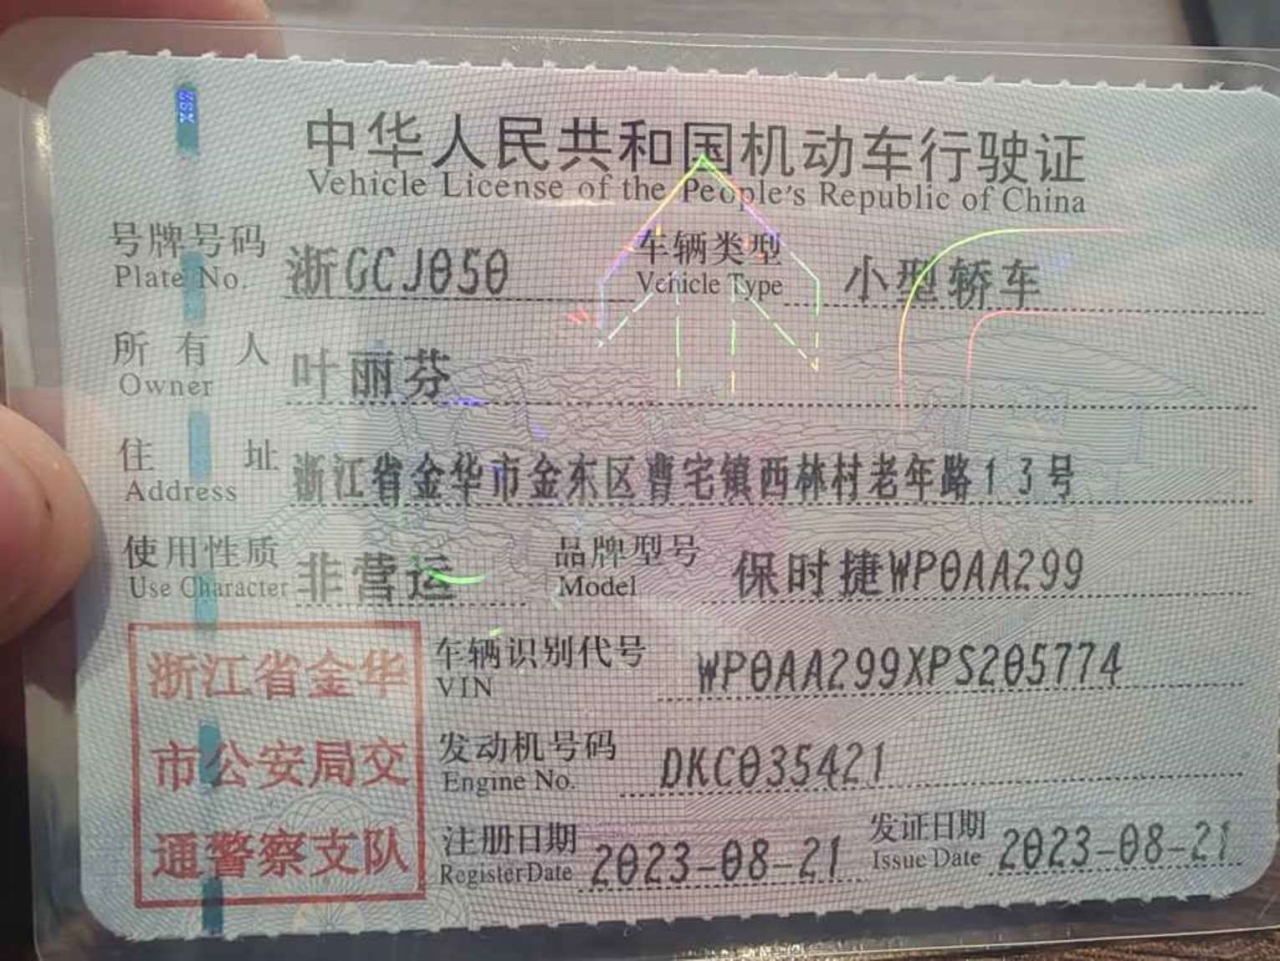 中华人民共和国机动车行驶证
Vehicle License of the People's Republic of China
号牌号码 浙GCJ050 车辆类型 小型轿车
Plate No. Vehicle Type
所有人 叶丽芬
Owner
住址 浙江省金华市金东区曹宅镇西林村老年路13号
Address
使用性质 非营运 品牌型号 保时捷WP0AA299
Use Character Model
车辆识别代号 WP0AA299XPS205774
VIN
发动机号码 DKC035421
Engine No.
注册日期 2023-08-21 发证日期 2023-08-21
Register Date Issue Date
浙江省金华
市公安局交
通警察支队